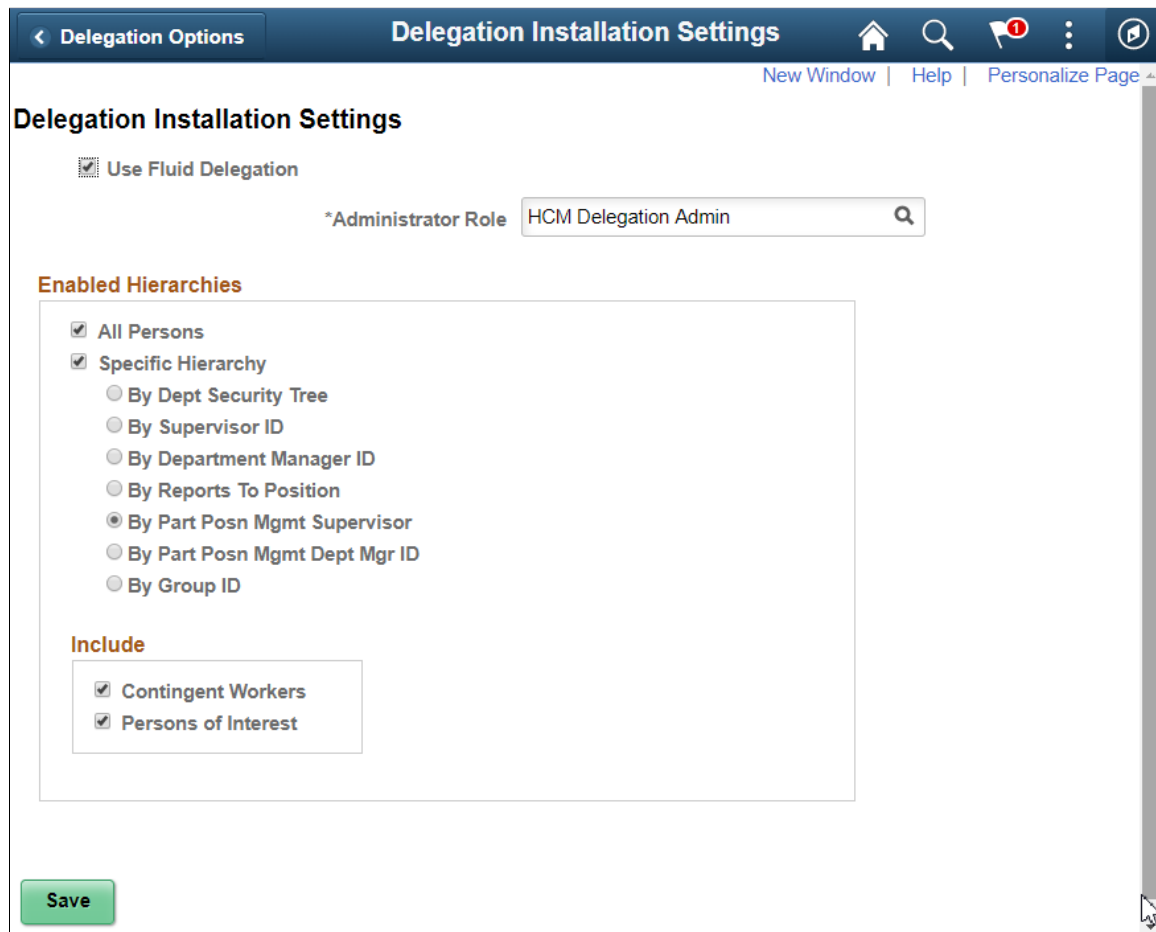 Delegation Options
Delegation Installation Settings
1
New Window | Help | Personalize Page
Delegation Installation Settings
Use Fluid Delegation
*Administrator Role HCM Delegation Admin
Enabled Hierarchies
All Persons
Specific Hierarchy
By Dept Security Tree
By Supervisor ID
By Department Manager ID
By Reports To Position
By Part Posn Mgmt Supervisor
By Part Posn Mgmt Dept Mgr ID
By Group ID
Include
Contingent Workers
Persons of Interest
Save